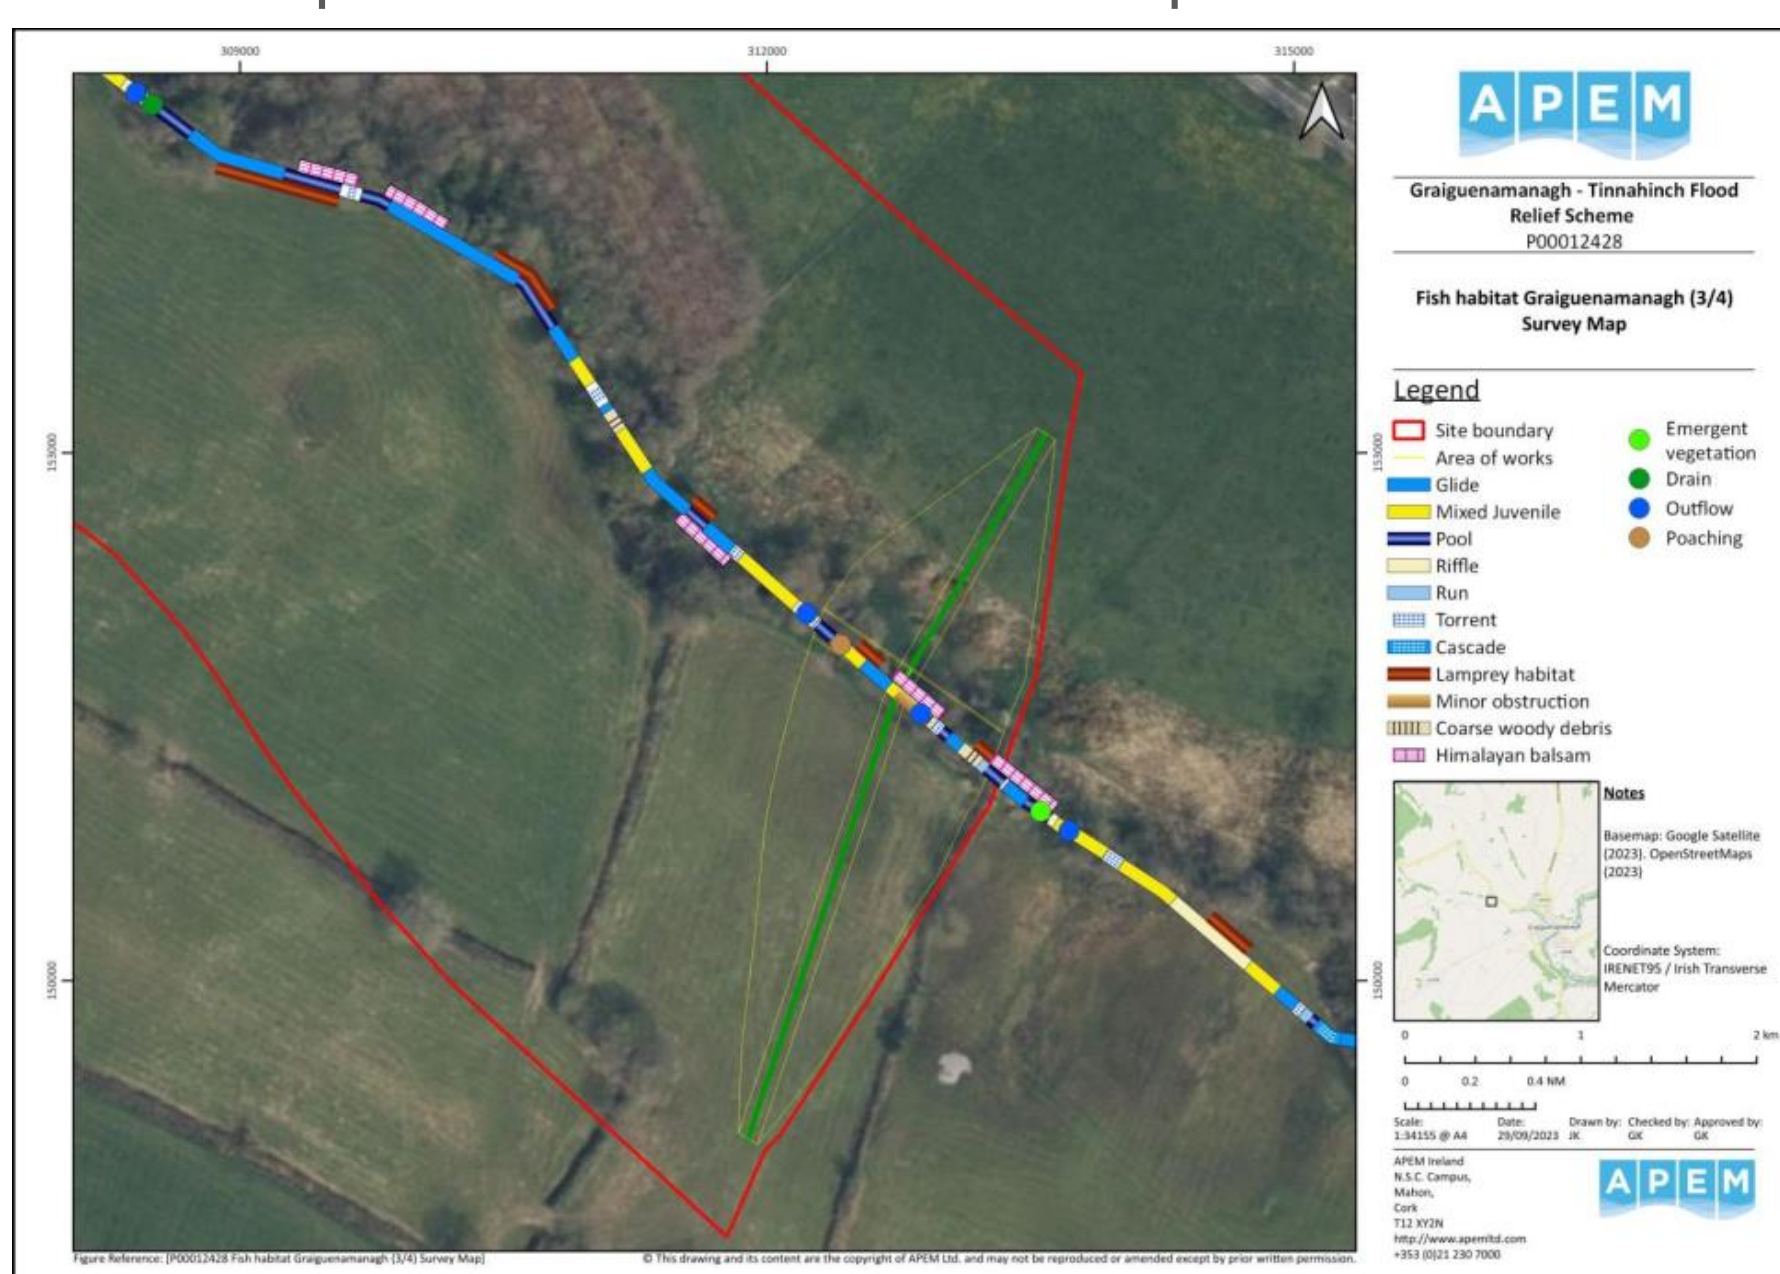 309000
312000
315000
153000
153000
150000
150000
APEM
Graiguenamanagh - Tinnahinch Flood
Relief Scheme
P00012428
Fish habitat Graiguenamanagh (3/4)
Survey Map
Legend
Site boundary
Area of works
Glide
Mixed Juvenile
Pool
Riffle
Run
Torrent
Cascade
Lamprey habitat
Minor obstruction
Coarse woody debris
Himalayan balsam
Emergent
vegetation
Drain
Outflow
Poaching
Notes
Basemap: Google Satellite
(2023). OpenStreetMaps
(2023)
Coordinate System:
IRENET95 / Irish Transverse
Mercator
0 1 2 km
0 0.2 0.4 NM
Scale: Date: Drawn by: Checked by: Approved by:
1:34155 @ A4 29/09/2023 JK GK GK
APEM Ireland
N.S.C. Campus,
Mahon,
Cork
T12 XY2N
http://www.apemltd.com
+353 (0)21 230 7000
APEM
Figure Reference: [P00012428 Fish habitat Graiguenamanagh (3/4) Survey Map]
© This drawing and its content are the copyright of APEM Ltd. and may not be reproduced or amended except by prior written permission.